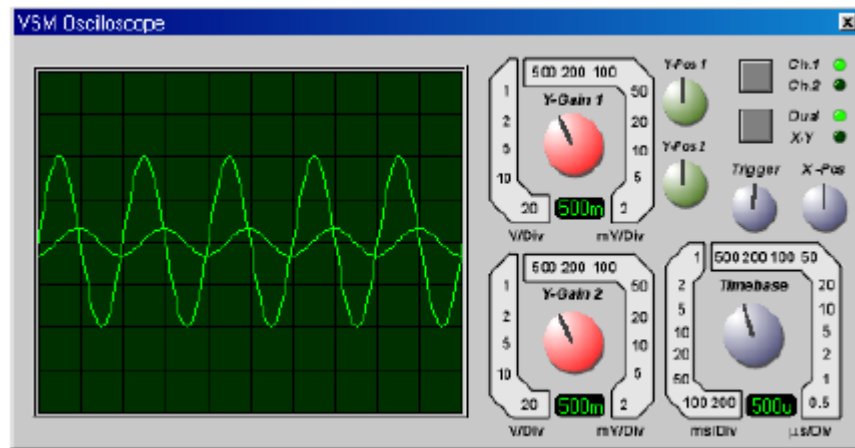 VSM Oscilloscope
500 200 100
1
2
5
10
20
50
20
10
5
2
Y-Gain 1
500m
V/Div
mV/Div
Y-Pos 1
Y-Pos 2
Ch.1
Ch.2
Dual
X-Y
Trigger
X-Pos
500 200 100
1
2
5
10
20
50
20
10
5
2
Y-Gain 2
500m
V/Div
mV/Div
1
500 200 100 50
2
5
10
20
50
100 200
20
10
5
2
1
0.5
Timebase
500u
ms/Div
µs/Div